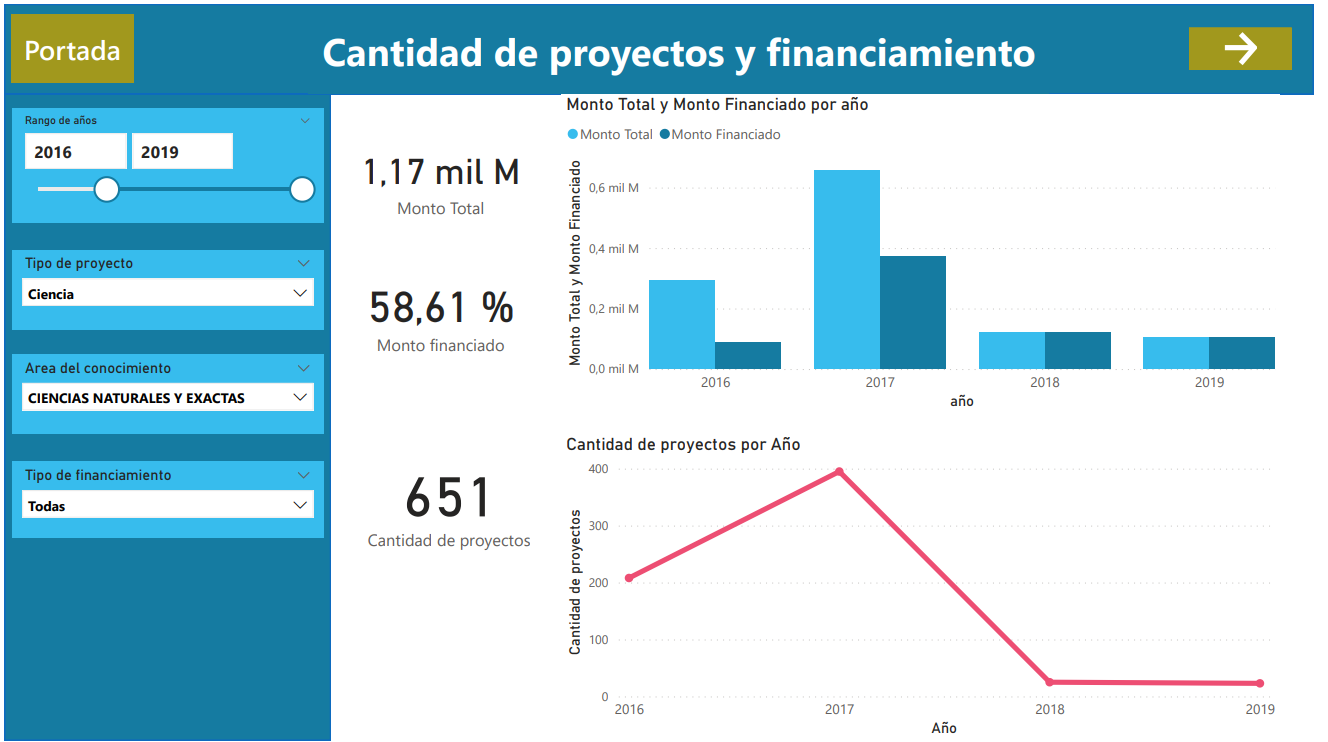 Portada
Cantidad de proyectos y financiamiento
Rango de años
2016 2019
Tipo de proyecto
Ciencia
Area del conocimiento
CIENCIAS NATURALES Y EXACTAS
Tipo de financiamiento
Todas
1,17 mil M
Monto Total
58,61 %
Monto financiado
651
Cantidad de proyectos
Monto Total y Monto Financiado por año
Monto Total Monto Financiado
Monto Total y Monto Financiado
0,6 mil M
0,4 mil M
0,2 mil M
0,0 mil M
2016 2017 2018 2019
año
Cantidad de proyectos por Año
Cantidad de proyectos
400
300
200
100
0
2016 2017 2018 2019
Año